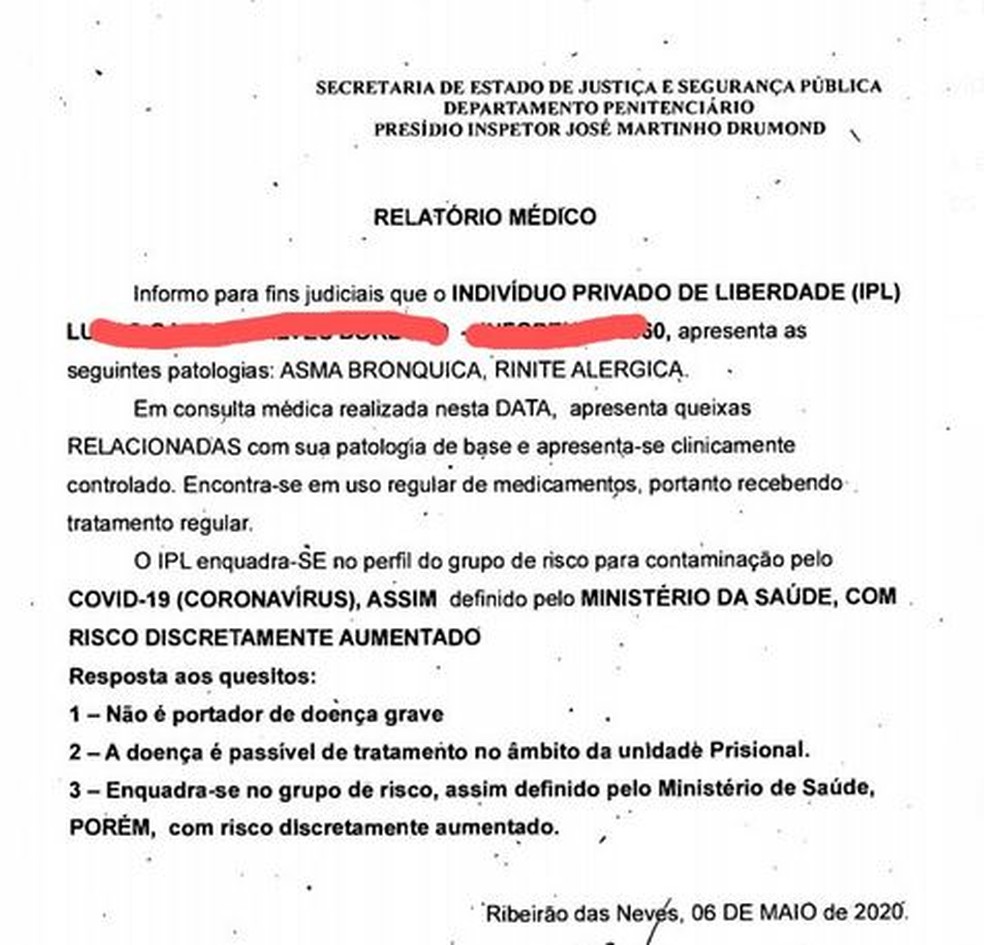 SECRETARIA DE ESTADO DE JUSTIÇA E SEGURANÇA PÚBLICA
DEPARTAMENTO PENITENCIÁRIO
PRESÍDIO INSPETOR JOSÉ MARTINHO DRUMOND
RELATÓRIO MÉDICO
Informo para fins judiciais que o INDIVÍDUO PRIVADO DE LIBERDADE (IPL)
apresenta as
seguintes patologias: ASMA BRONQUICA, RINITE ALERGICA.
Em consulta médica realizada nesta DATA, apresenta queixas
RELACIONADAS com sua patologia de base e apresenta-se clinicamente
controlado. Encontra-se em uso regular de medicamentos, portanto recebendo
tratamento regular.
O IPL enquadra-SE no perfil do grupo de risco para contaminação pelo
COVID-19 (CORONAVÍRUS), ASSIM definido pelo MINISTÉRIO DA SAÚDE, COM
RISCO DISCRETAMENTE AUMENTADO
Resposta aos quesitos:
1 – Não é portador de doença grave
2 – A doença é passível de tratamento no âmbito da unidade Prisional.
3 – Enquadra-se no grupo de risco, assim definido pelo Ministério de Saúde,
PORÉM, com risco discretamente aumentado.
Ribeirão das Neves, 06 DE MAIO de 2020.